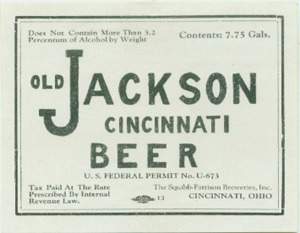 Does Not Contain More Than 3.2
Percentum of Alcohol by Weight
Contents: 7.75 Gals.
OLD JACKSON
CINCINNATI
BEER
U. S. FEDERAL PERMIT No. U-673
Tax Paid At The Rate
Prescribed By Internal
Revenue Law.
13
The Squibb-Pattison Breweries, Inc.
CINCINNATI, OHIO